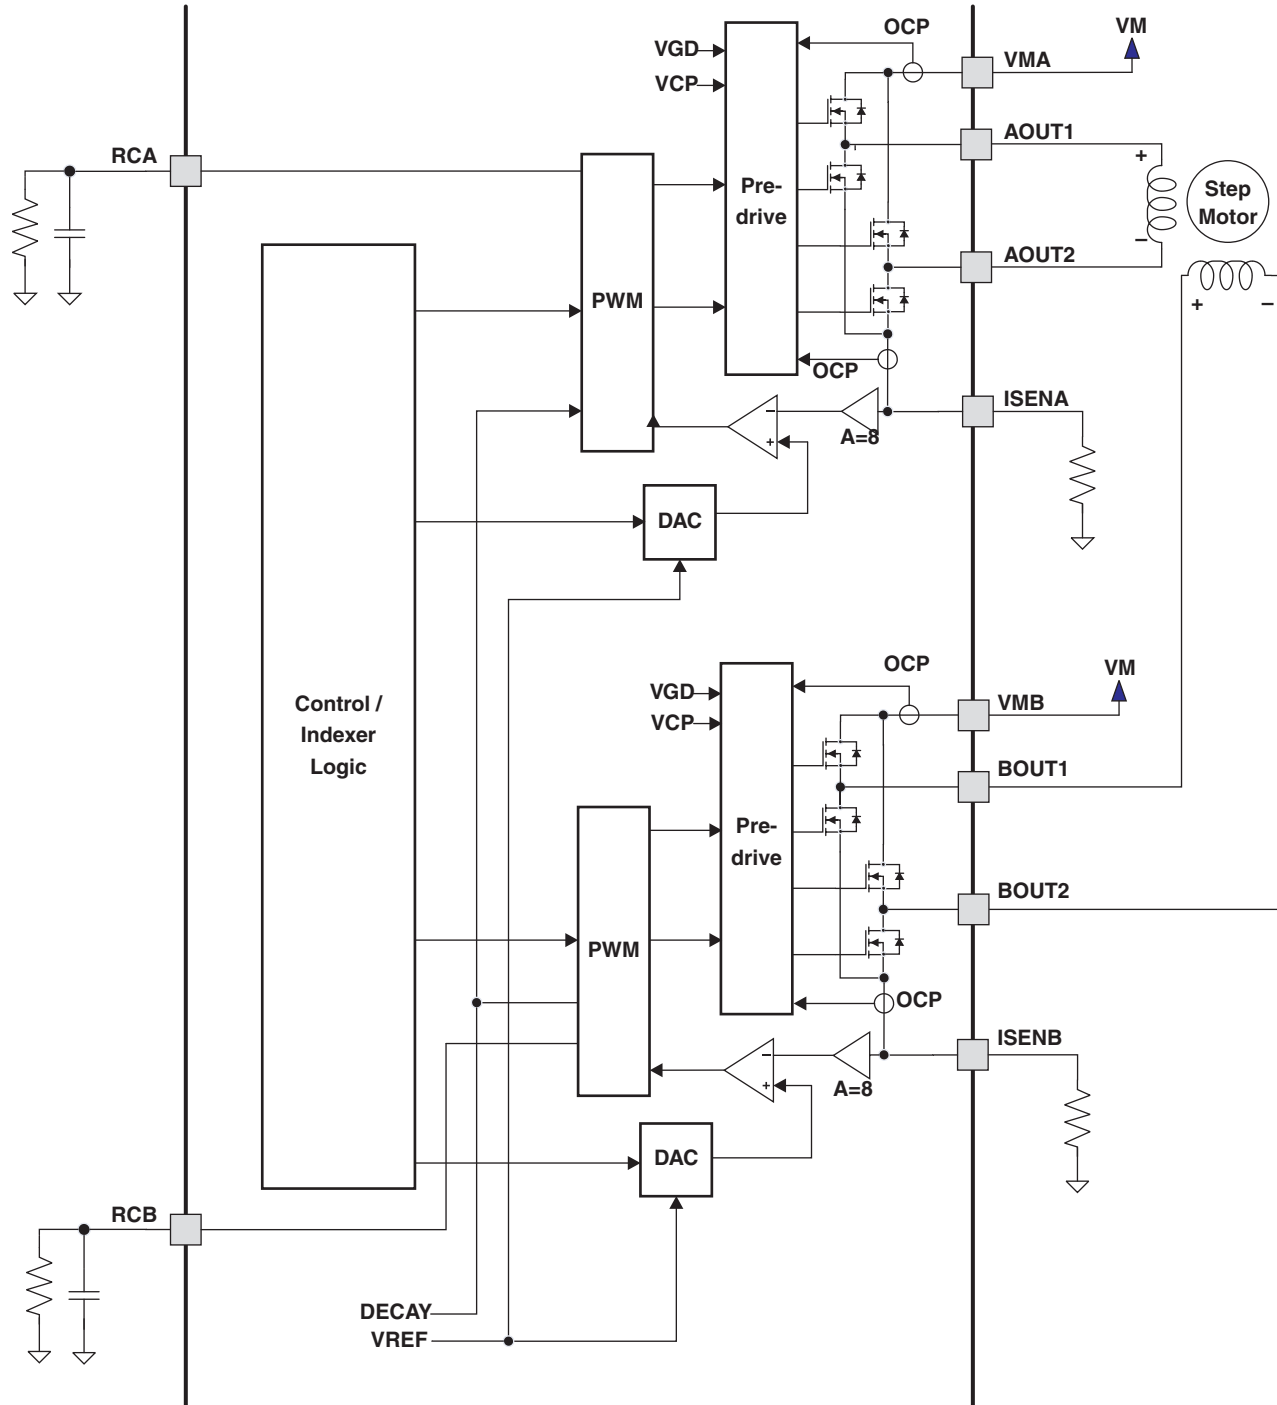 OCP
VM
VGD
VMA
VCP
AOUT1
RCA
+
Pre-
drive
Step
Motor
−
AOUT2
PWM
+ −
OCP
ISENA
−
+
A=8
DAC
OCP
VM
VGD
VMB
VCP
Control /
Indexer
Logic
BOUT1
Pre-
drive
BOUT2
PWM
OCP
ISENB
−
+
A=8
DAC
RCB
DECAY
VREF